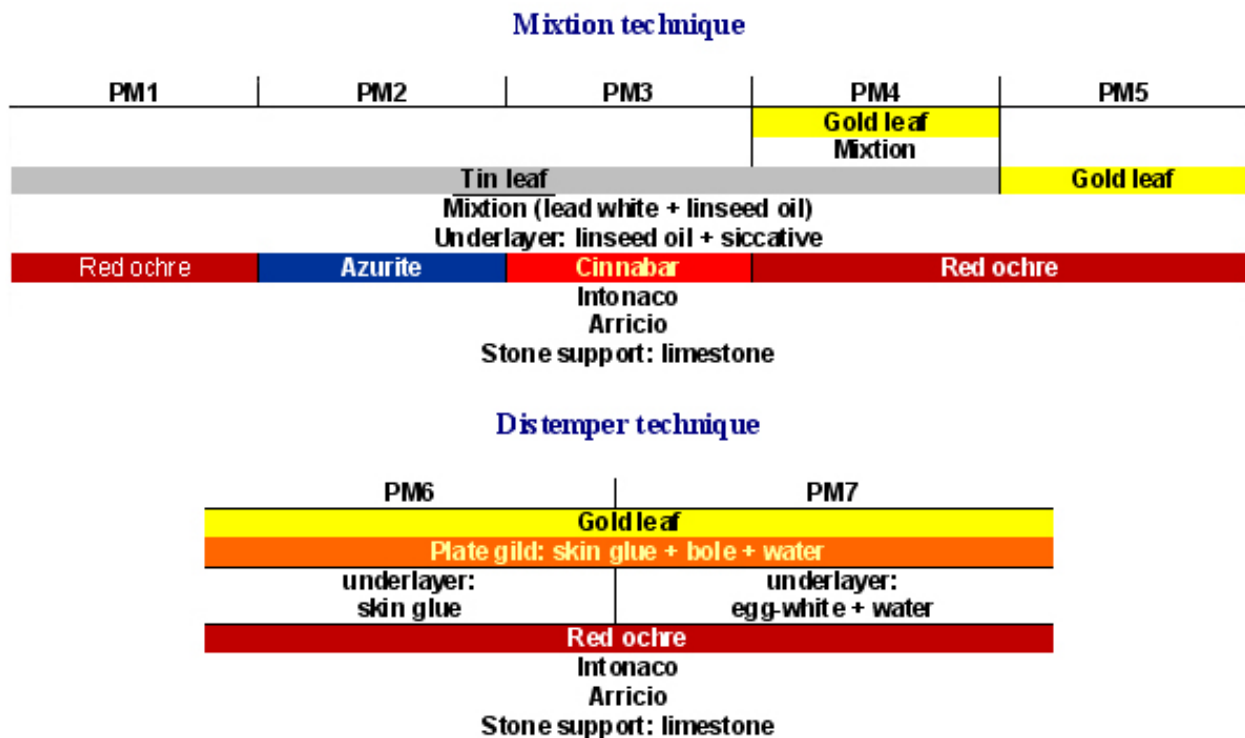 Mixtion technique
PM1 PM2 PM3 PM4 PM5
Gold leaf
Mixtion
Tin leaf Gold leaf
Mixtion (lead white + linseed oil)
Underlayer: linseed oil + siccative
Red ochre Azurite Cinnabar Red ochre
Intonaco
Arricio
Stone support: limestone
Distemper technique
PM6 PM7
Gold leaf
Plate gild: skin glue + bole + water
underlayer: underlayer:
skin glue egg-white + water
Red ochre
Intonaco
Arricio
Stone support: limestone